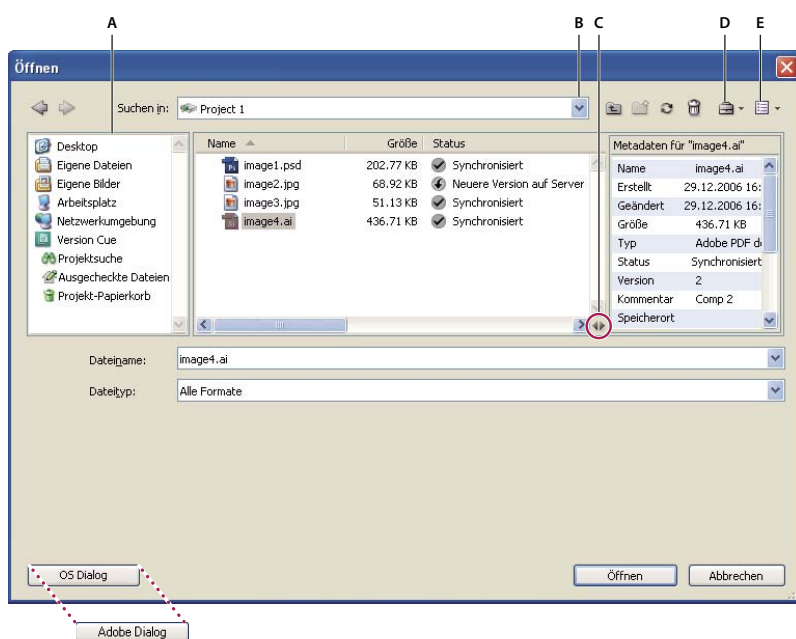 A B C D E
Öffnen
Suchen in: Project 1
Desktop
Eigene Dateien
Eigene Bilder
Arbeitsplatz
Netzwerkumgebung
Version Cue
Projektsuche
Ausgecheckte Dateien
Projekt-Papierkorb
Name Größe Status
image1.psd 202.77 KB Synchronisiert
image2.jpg 68.92 KB Neuere Version auf Server
image3.jpg 51.13 KB Synchronisiert
image4.ai 436.71 KB Synchronisiert
Metadaten für "image4.ai"
Name image4.ai
Erstellt 29.12.2006 16:
Geändert 29.12.2006 16:
Größe 436.71 KB
Typ Adobe PDF d
Status Synchronisiert
Version 2
Kommentar Comp 2
Speicherort
Dateiname: image4.ai
Dateityp: Alle Formate
OS Dialog Öffnen Abbrechen
Adobe Dialog